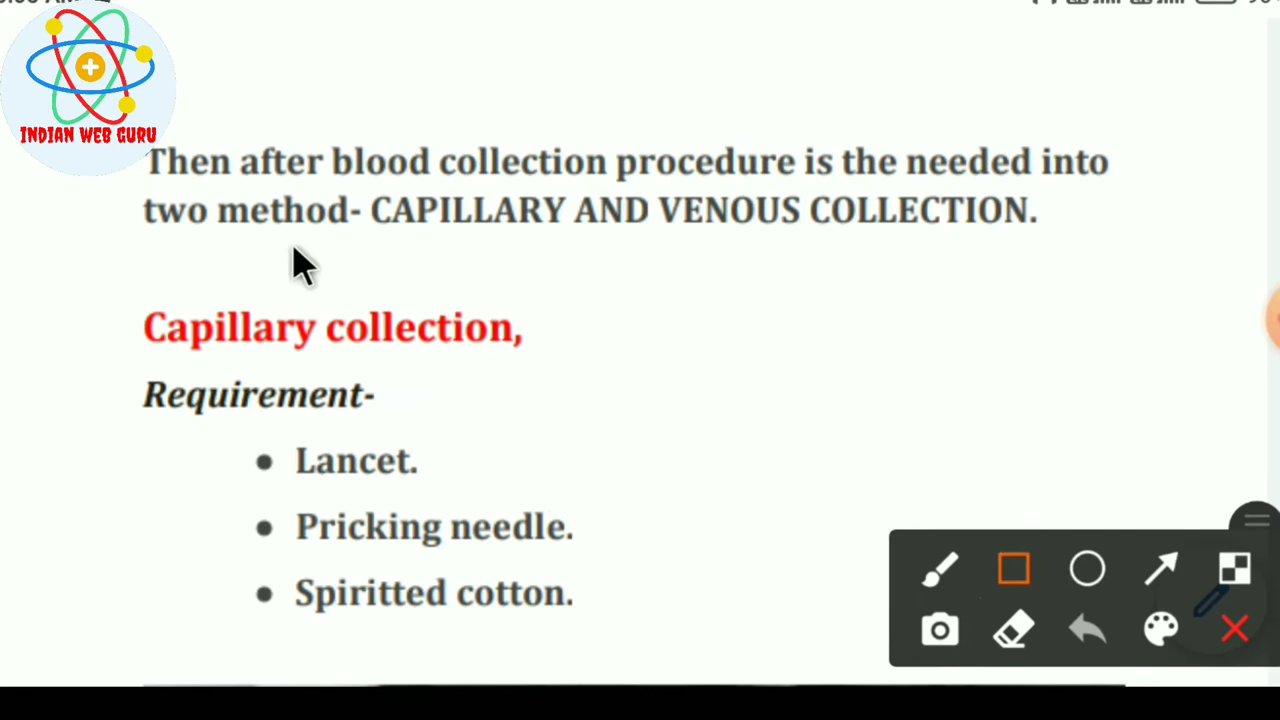 INDIAN WEB GURU
Then after blood collection procedure is the needed into
two method- CAPILLARY AND VENOUS COLLECTION.
Capillary collection,
Requirement-
• Lancet.
• Pricking needle.
• Spiritted cotton.